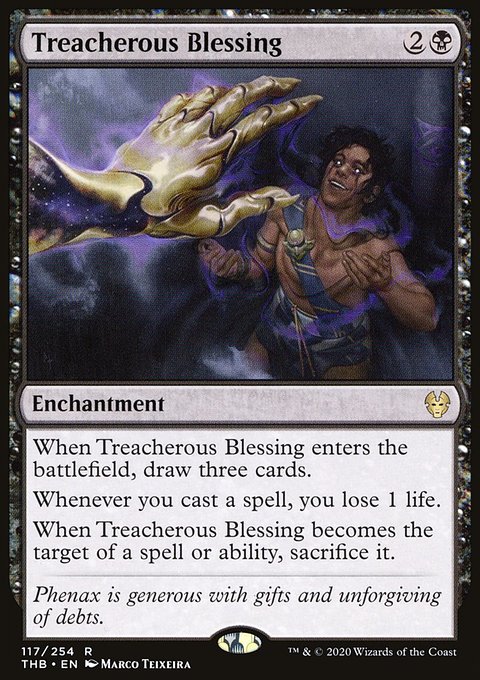 Treacherous Blessing 2
Enchantment
When Treacherous Blessing enters the
battlefield, draw three cards.
Whenever you cast a spell, you lose 1 life.
When Treacherous Blessing becomes the
target of a spell or ability, sacrifice it.
Phenax is generous with gifts and unforgiving
of debts.
117/254 R
THB • EN Marco Teixeira
™ & © 2020 Wizards of the Coast